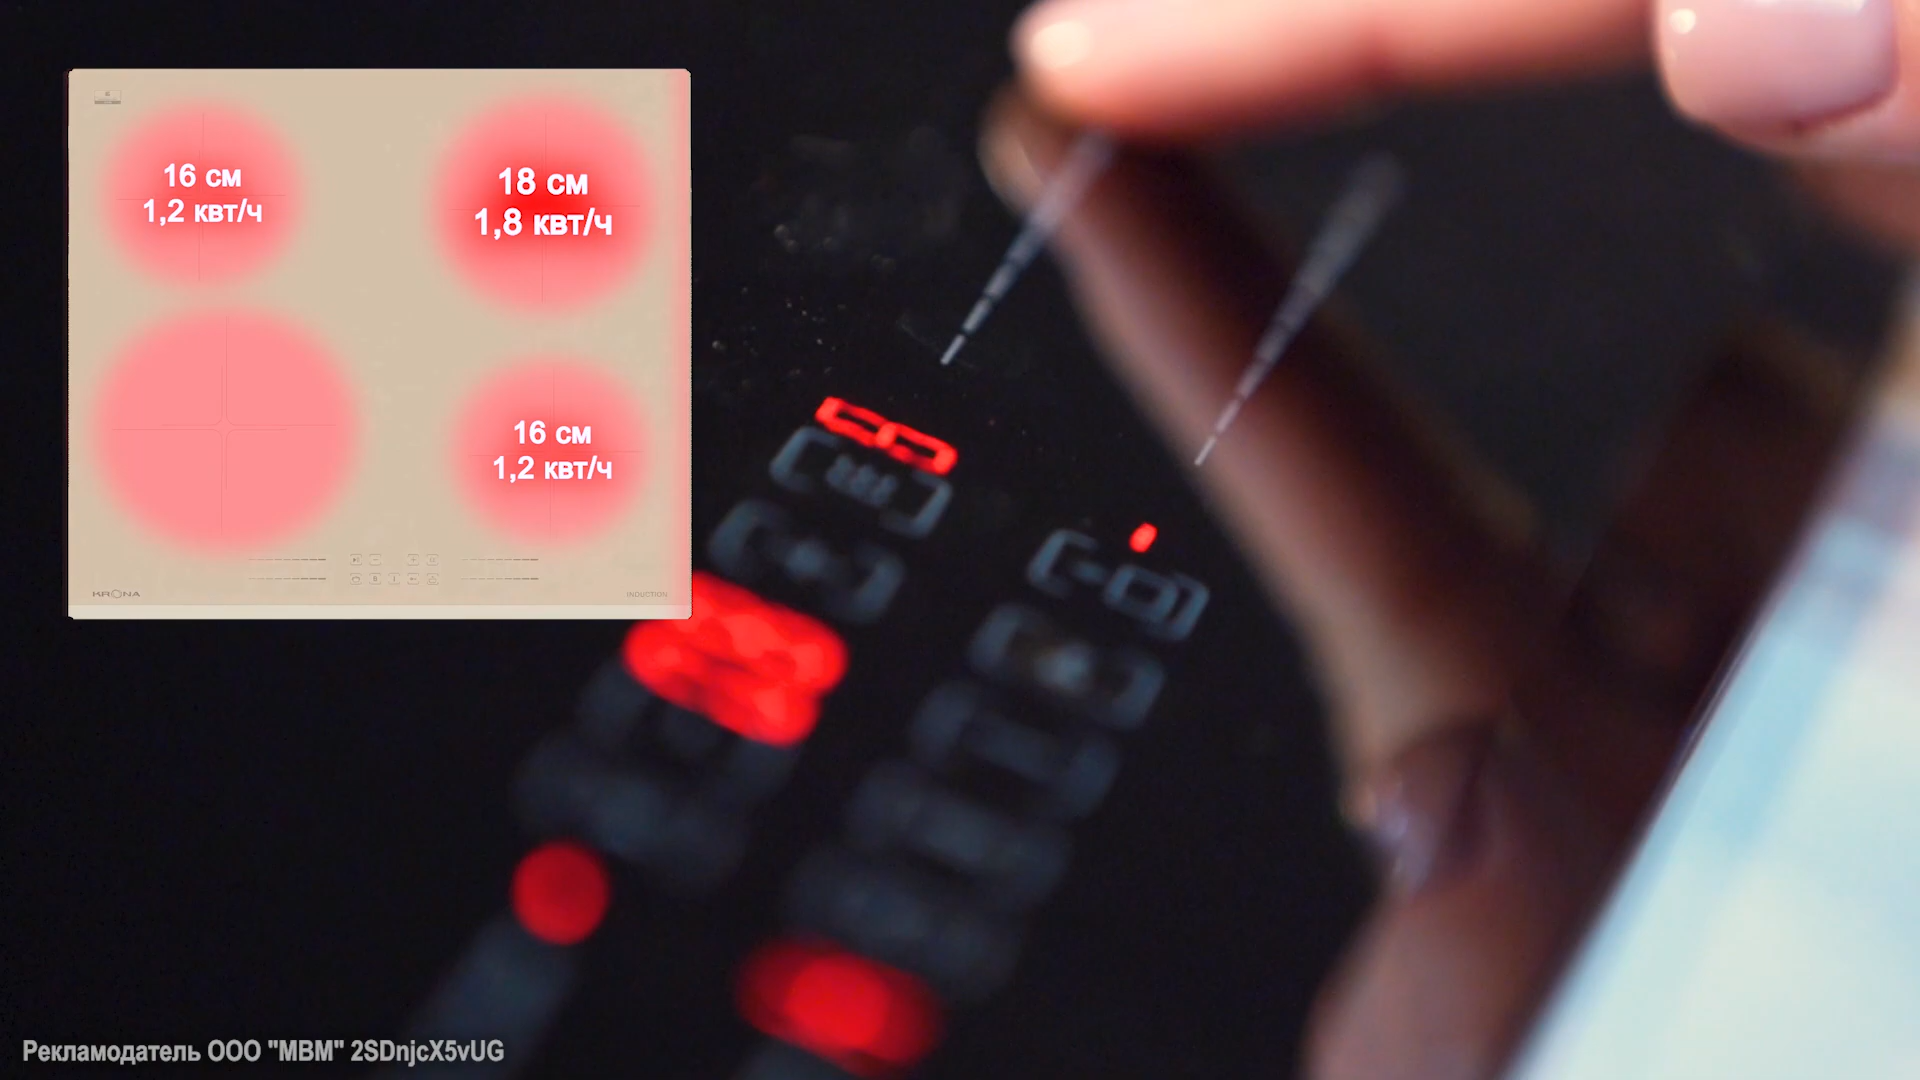 16 см
1,2 квт/ч
18 см
1,8 квт/ч
16 см
1,2 квт/ч
KRONA
INDUCTION
Рекламодатель ООО "МВМ" 2SDnjcX5vUG